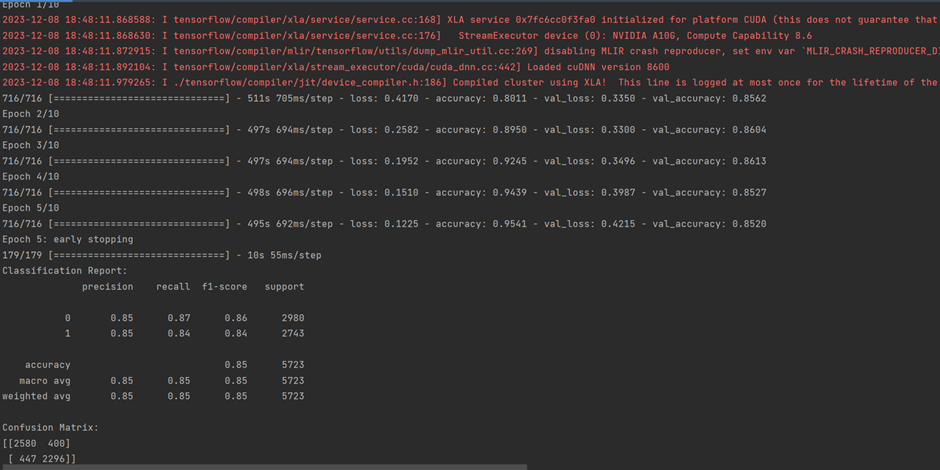 Epoch 1/10
2023-12-08 18:48:11.868588: I tensorflow/compiler/xla/service/service.cc:168] XLA service 0x7fc6cc0f3fa0 initialized for platform CUDA (this does not guarantee that
2023-12-08 18:48:11.868630: I tensorflow/compiler/xla/service/service.cc:176]   StreamExecutor device (0): NVIDIA A10G, Compute Capability 8.6
2023-12-08 18:48:11.872915: I tensorflow/compiler/mlir/tensorflow/utils/dump_mlir_util.cc:269] disabling MLIR crash reproducer, set env var `MLIR_CRASH_REPRODUCER_DI
2023-12-08 18:48:11.892104: I tensorflow/compiler/xla/stream_executor/cuda/cuda_dnn.cc:442] Loaded cuDNN version 8600
2023-12-08 18:48:11.979265: I ./tensorflow/compiler/jit/device_compiler.h:186] Compiled cluster using XLA!  This line is logged at most once for the lifetime of the
716/716 [==============================] - 511s 705ms/step - loss: 0.4170 - accuracy: 0.8011 - val_loss: 0.3350 - val_accuracy: 0.8562
Epoch 2/10
716/716 [==============================] - 497s 694ms/step - loss: 0.2582 - accuracy: 0.8950 - val_loss: 0.3300 - val_accuracy: 0.8604
Epoch 3/10
716/716 [==============================] - 497s 694ms/step - loss: 0.1952 - accuracy: 0.9245 - val_loss: 0.3496 - val_accuracy: 0.8613
Epoch 4/10
716/716 [==============================] - 498s 696ms/step - loss: 0.1510 - accuracy: 0.9439 - val_loss: 0.3987 - val_accuracy: 0.8527
Epoch 5/10
716/716 [==============================] - 495s 692ms/step - loss: 0.1225 - accuracy: 0.9541 - val_loss: 0.4215 - val_accuracy: 0.8520
Epoch 5: early stopping
179/179 [==============================] - 10s 55ms/step
Classification Report:
precision recall f1-score support
0 0.85 0.87 0.86 2980
1 0.85 0.84 0.84 2743
accuracy 0.85 5723
macro avg 0.85 0.85 0.85 5723
weighted avg 0.85 0.85 0.85 5723
Confusion Matrix:
[[2580  400]
 [ 447 2296]]